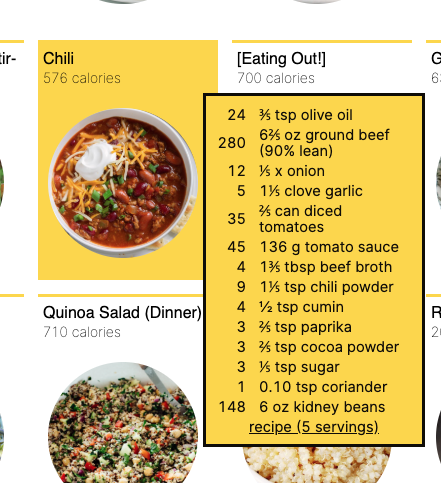 tir-
Chili
576 calories
[Eating Out!]
700 calories
G
24 ⅗ tsp olive oil
280 6⅖ oz ground beef
(90% lean)
12 ⅕ x onion
5 1⅕ clove garlic
35 ⅖ can diced
tomatoes
45 136 g tomato sauce
4 1⅗ tbsp beef broth
9 1⅕ tsp chili powder
4 ½ tsp cumin
3 ⅖ tsp paprika
3 ⅖ tsp cocoa powder
3 ⅕ tsp sugar
1 0.10 tsp coriander
148 6 oz kidney beans
recipe (5 servings)
Quinoa Salad (Dinner)
710 calories
R